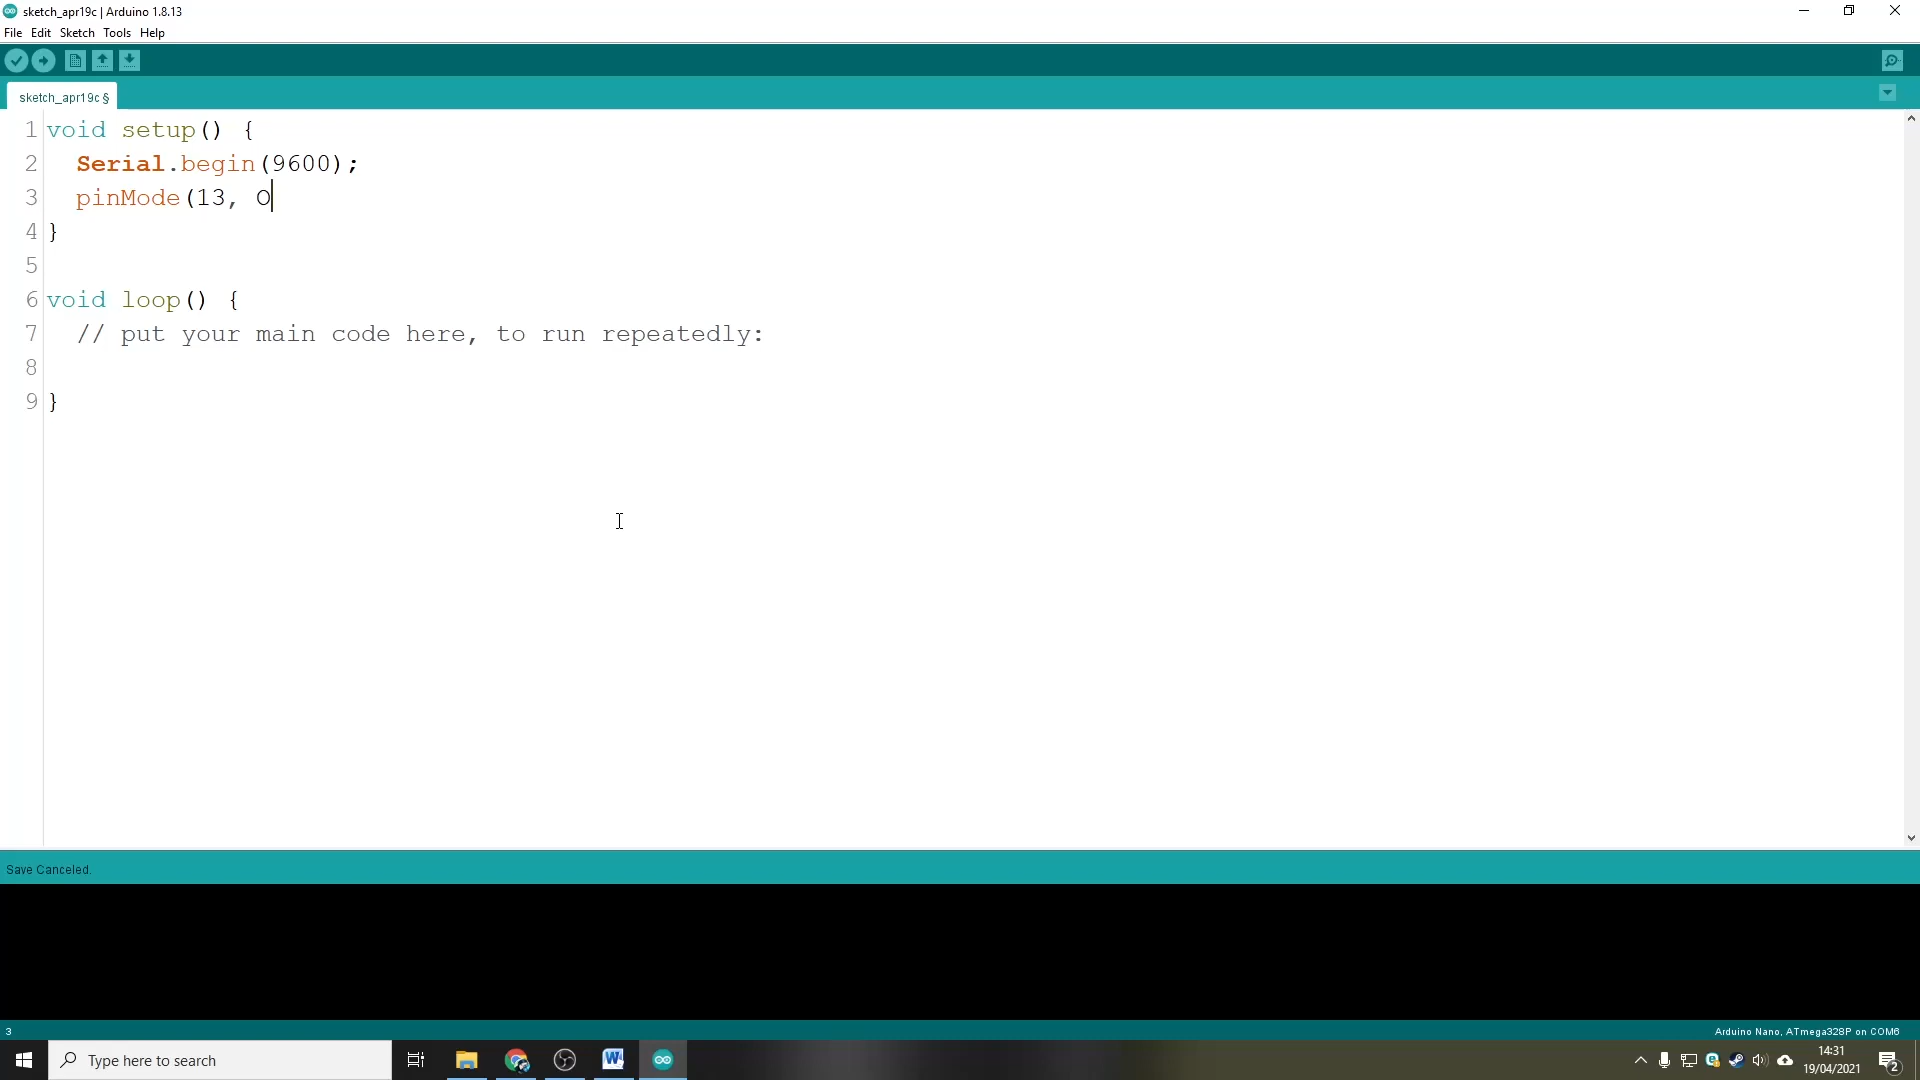 sketch_apr19c | Arduino 1.8.13
File Edit Sketch Tools Help
sketch_apr19c §
1 void setup() {
2 Serial.begin(9600);
3 pinMode(13, O
4 }
5
6 void loop() {
7 // put your main code here, to run repeatedly:
8
9 }
Save Canceled.
3 Arduino Nano, ATmega328P on COM6
Type here to search
14:31
19/04/2021
2